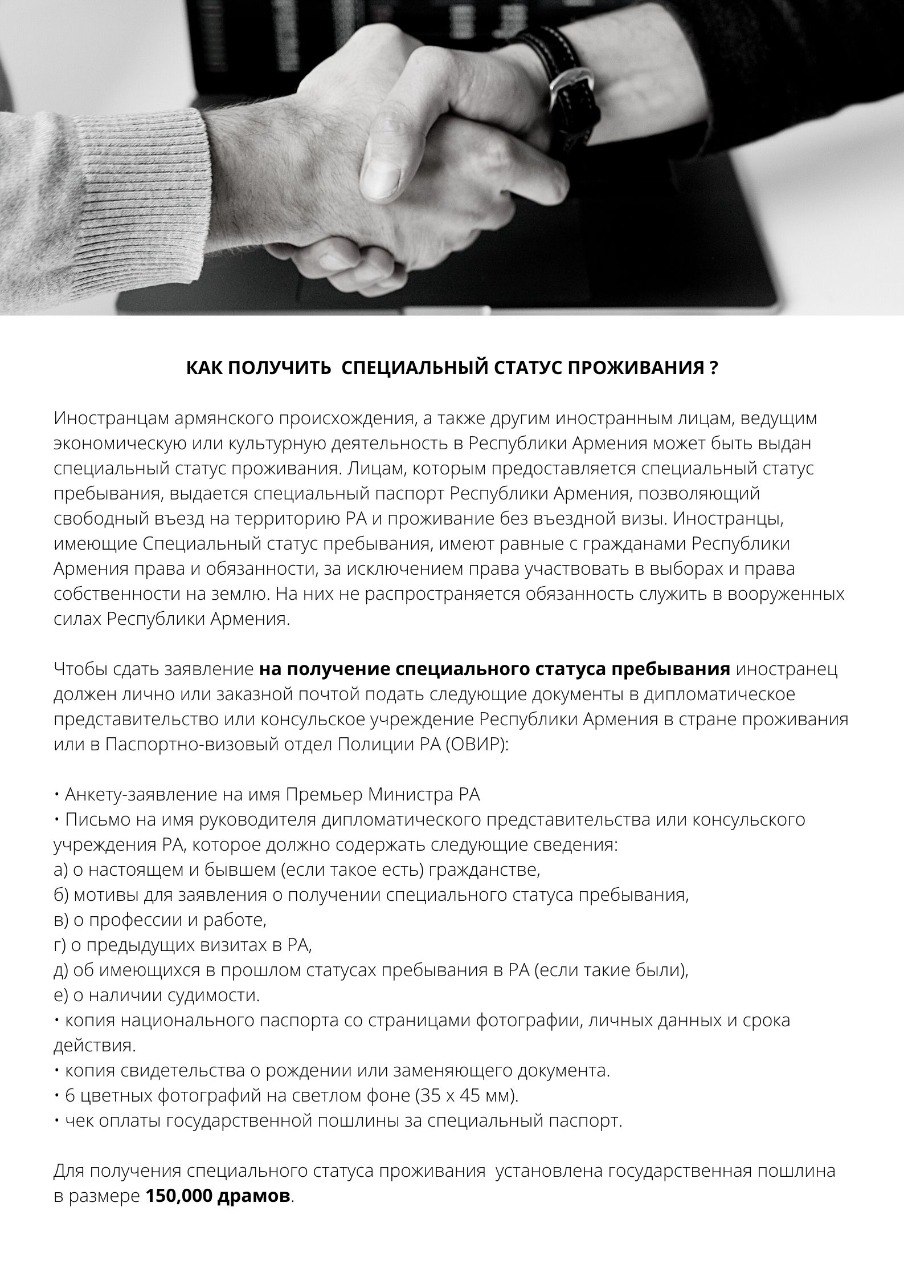 КАК ПОЛУЧИТЬ СПЕЦИАЛЬНЫЙ СТАТУС ПРОЖИВАНИЯ ?
Иностранцам армянского происхождения, а также другим иностранным лицам, ведущим
экономическую или культурную деятельность в Республики Армения может быть выдан
специальный статус проживания. Лицам, которым предоставляется специальный статус
пребывания, выдается специальный паспорт Республики Армения, позволяющий
свободный въезд на территорию РА и проживание без въездной визы. Иностранцы,
имеющие Специальный статус пребывания, имеют равные с гражданами Республики
Армения права и обязанности, за исключением права участвовать в выборах и права
собственности на землю. На них не распространяется обязанность служить в вооруженных
силах Республики Армения.
Чтобы сдать заявление на получение специального статуса пребывания иностранец
должен лично или заказной почтой подать следующие документы в дипломатическое
представительство или консульское учреждение Республики Армения в стране проживания
или в Паспортно-визовый отдел Полиции РА (ОВИР):
• Анкету-заявление на имя Премьер Министра РА
• Письмо на имя руководителя дипломатического представительства или консульского
учреждения РА, которое должно содержать следующие сведения:
а) о настоящем и бывшем (если такое есть) гражданстве,
б) мотивы для заявления о получении специального статуса пребывания,
в) о профессии и работе,
г) о предыдущих визитах в РА,
д) об имеющихся в прошлом статусах пребывания в РА (если такие были),
е) о наличии судимости.
• копия национального паспорта со страницами фотографии, личных данных и срока
действия.
• копия свидетельства о рождении или заменяющего документа.
• 6 цветных фотографий на светлом фоне (35 x 45 мм).
• чек оплаты государственной пошлины за специальный паспорт.
Для получения специального статуса проживания установлена государственная пошлина
в размере 150,000 драмов.